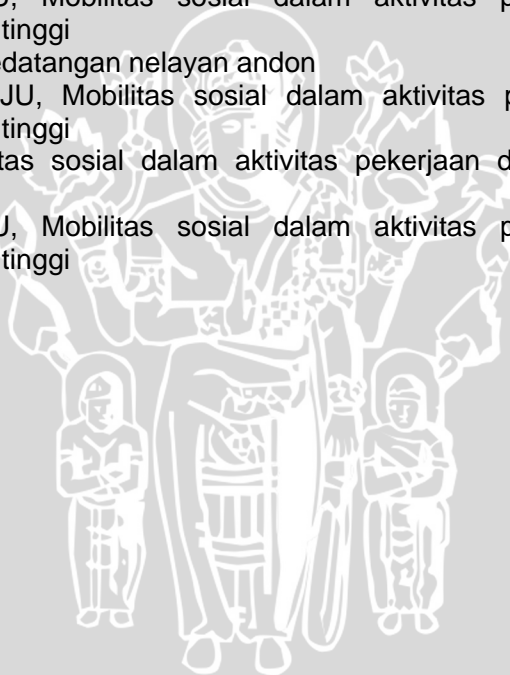 Mobilitas sosial dalam aktivitas p
tinggi
edatangan nelayan andon
JU, Mobilitas sosial dalam aktivitas p
tinggi
tas sosial dalam aktivitas pekerjaan d
U, Mobilitas sosial dalam aktivitas p
tinggi